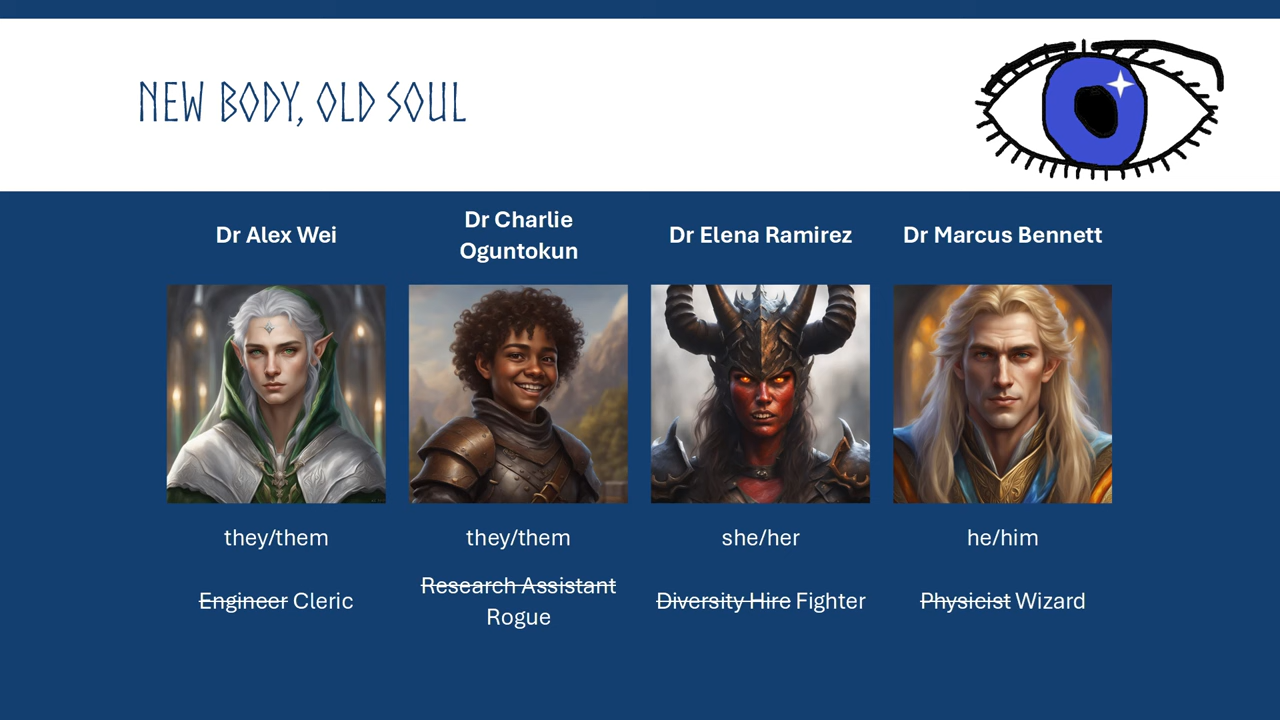 NEW BODY, OLD SOUL
Dr Alex Wei
Dr Charlie
Oguntokun
Dr Elena Ramirez
Dr Marcus Bennett
they/them
they/them
she/her
he/him
Engineer Cleric
Research Assistant
Rogue
Diversity Hire Fighter
Physicist Wizard